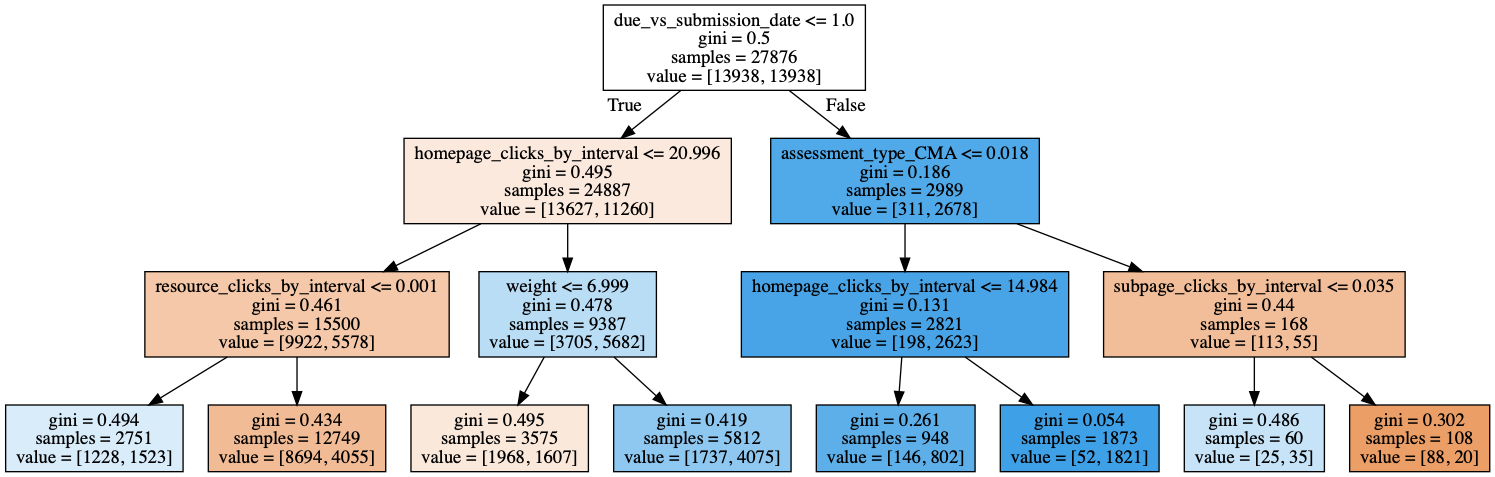 due_vs_submission_date <= 1.0
gini = 0.5
samples = 27876
value = [13938, 13938]
True
False
homepage_clicks_by_interval <= 20.996
gini = 0.495
samples = 24887
value = [13627, 11260]
assessment_type_CMA <= 0.018
gini = 0.186
samples = 2989
value = [311, 2678]
resource_clicks_by_interval <= 0.001
gini = 0.461
samples = 15500
value = [9922, 5578]
weight <= 6.999
gini = 0.478
samples = 9387
value = [3705, 5682]
homepage_clicks_by_interval <= 14.984
gini = 0.131
samples = 2821
value = [198, 2623]
subpage_clicks_by_interval <= 0.035
gini = 0.44
samples = 168
value = [113, 55]
gini = 0.494
samples = 2751
value = [1228, 1523]
gini = 0.434
samples = 12749
value = [8694, 4055]
gini = 0.495
samples = 3575
value = [1968, 1607]
gini = 0.419
samples = 5812
value = [1737, 4075]
gini = 0.261
samples = 948
value = [146, 802]
gini = 0.054
samples = 1873
value = [52, 1821]
gini = 0.486
samples = 60
value = [25, 35]
gini = 0.302
samples = 108
value = [88, 20]